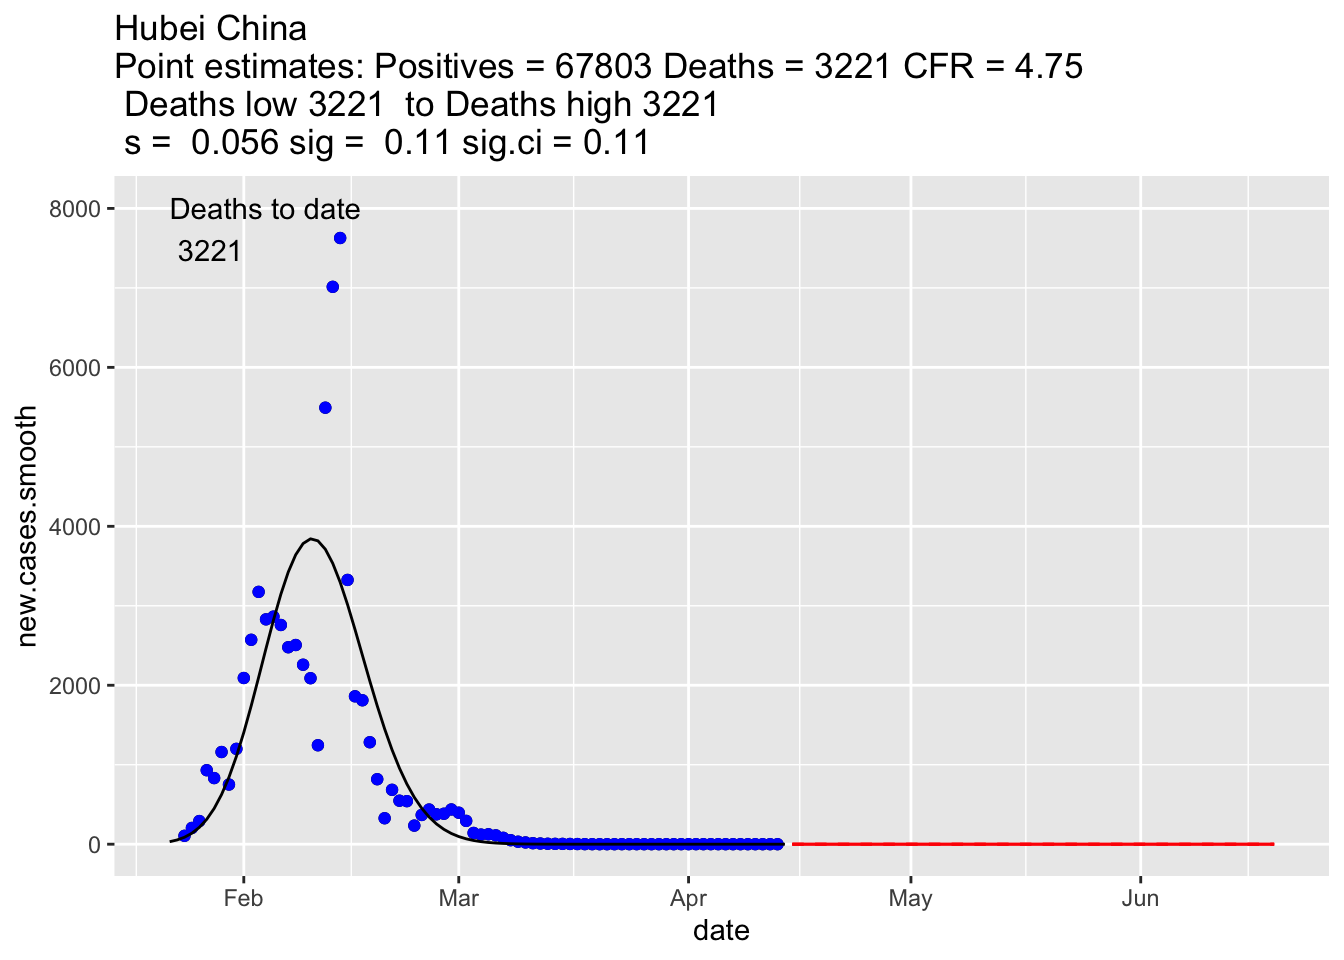 Hubei China
Point estimates: Positives = 67803 Deaths = 3221 CFR = 4.75
Deaths low 3221  to Deaths high 3221
s =  0.056 sig =  0.11 sig.ci = 0.11
Deaths to date
3221
8000
6000
4000
2000
0
new.cases.smooth
Feb Mar Apr May Jun
date